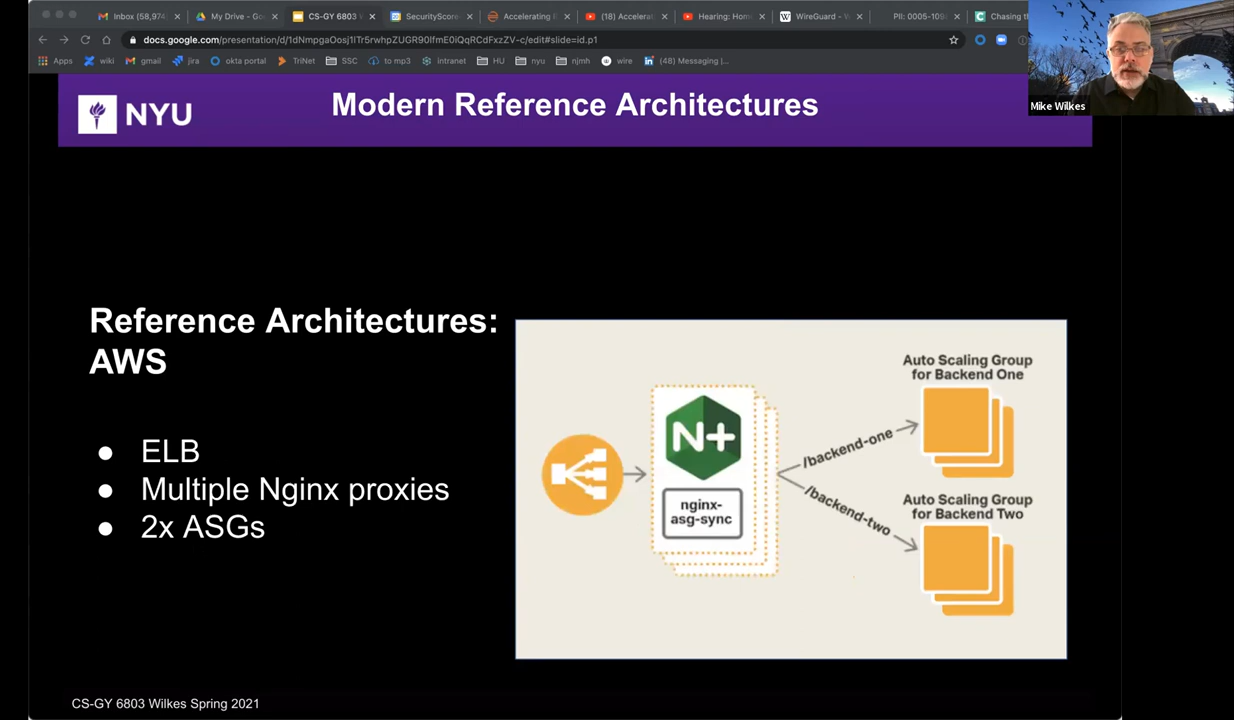 Inbox (58,974
My Drive - Goo
CS-GY 6803
SecurityScore
Accelerating
(18) Accelerat
Hearing: Hom
WireGuard - W
PII: 0005-109
Chasing th
docs.google.com/presentation/d/1dNmpgaOosj1ITr5rwhpZUGR90lfmE0iQqRCdFxzZV-c/edit#slide=id.p1
Apps
wiki
gmail
jira
okta portal
TriNet
SSC
to mp3
intranet
HU
nyu
njmh
wire
(48) Messaging |...
Mike Wilkes
NYU
Modern Reference Architectures
Reference Architectures:
AWS
● ELB
● Multiple Nginx proxies
● 2x ASGs
N+
nginx-
asg-sync
/backend-one
/backend-two
Auto Scaling Group
for Backend One
Auto Scaling Group
for Backend Two
CS-GY 6803 Wilkes Spring 2021